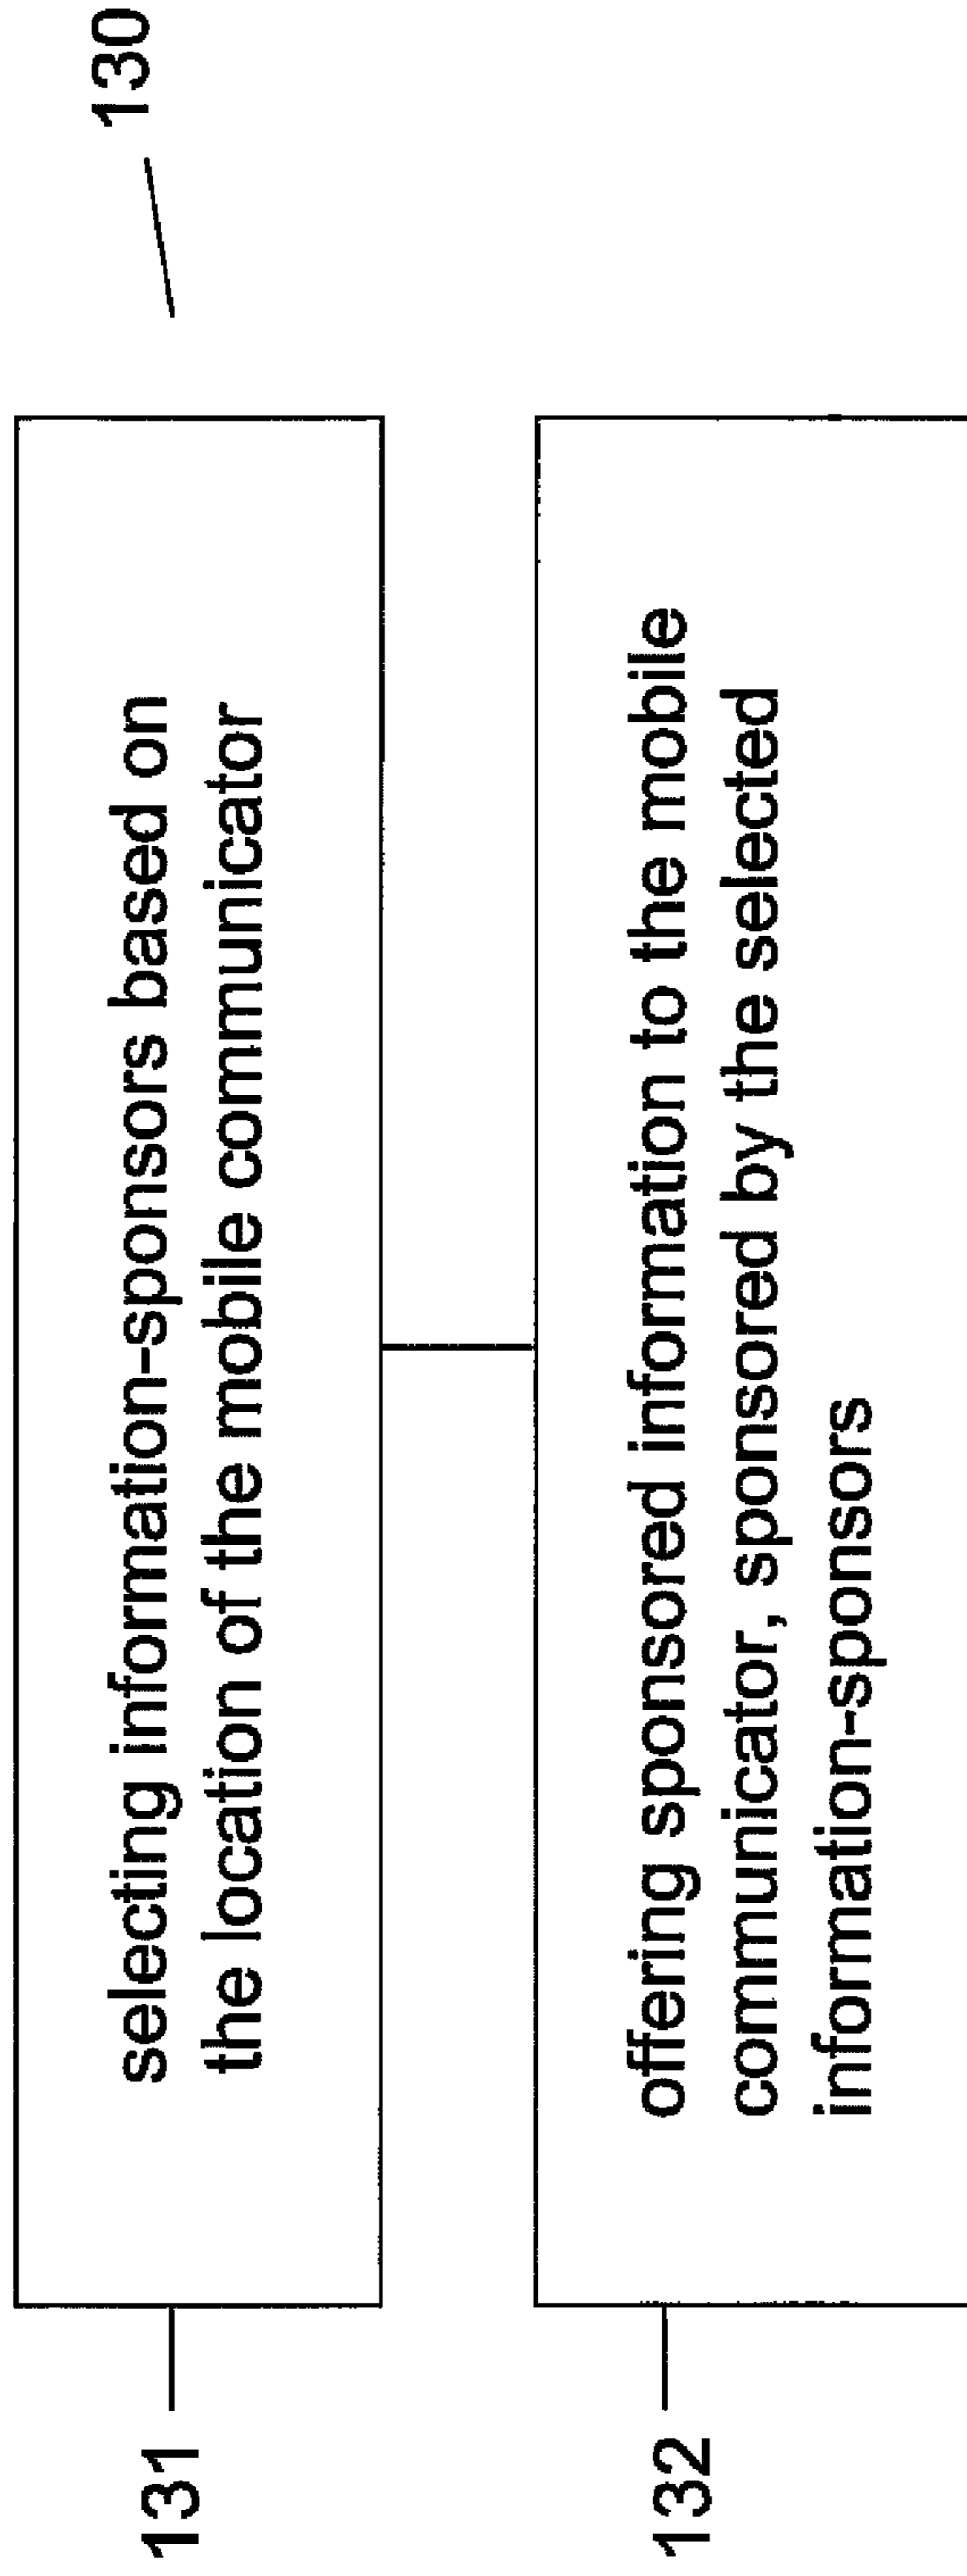 130
131
selecting information-sponsors based on
the location of the mobile communicator
132
offering sponsored information to the mobile
communicator, sponsored by the selected
information-sponsors